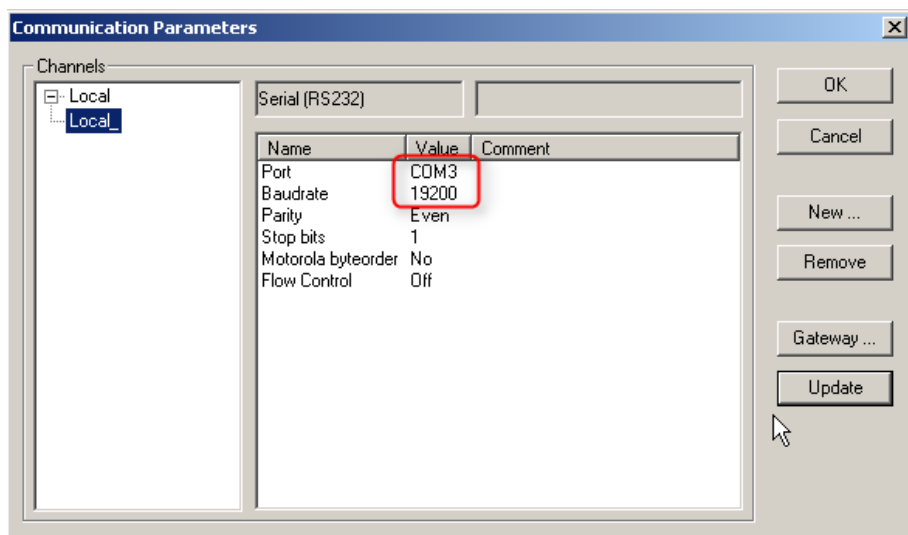 Communication Parameters
Channels
Local
Local_
Serial (RS232)
Name Value Comment
Port COM3
Baudrate 19200
Parity Even
Stop bits 1
Motorola byteorder No
Flow Control Off
OK
Cancel
New ...
Remove
Gateway ...
Update